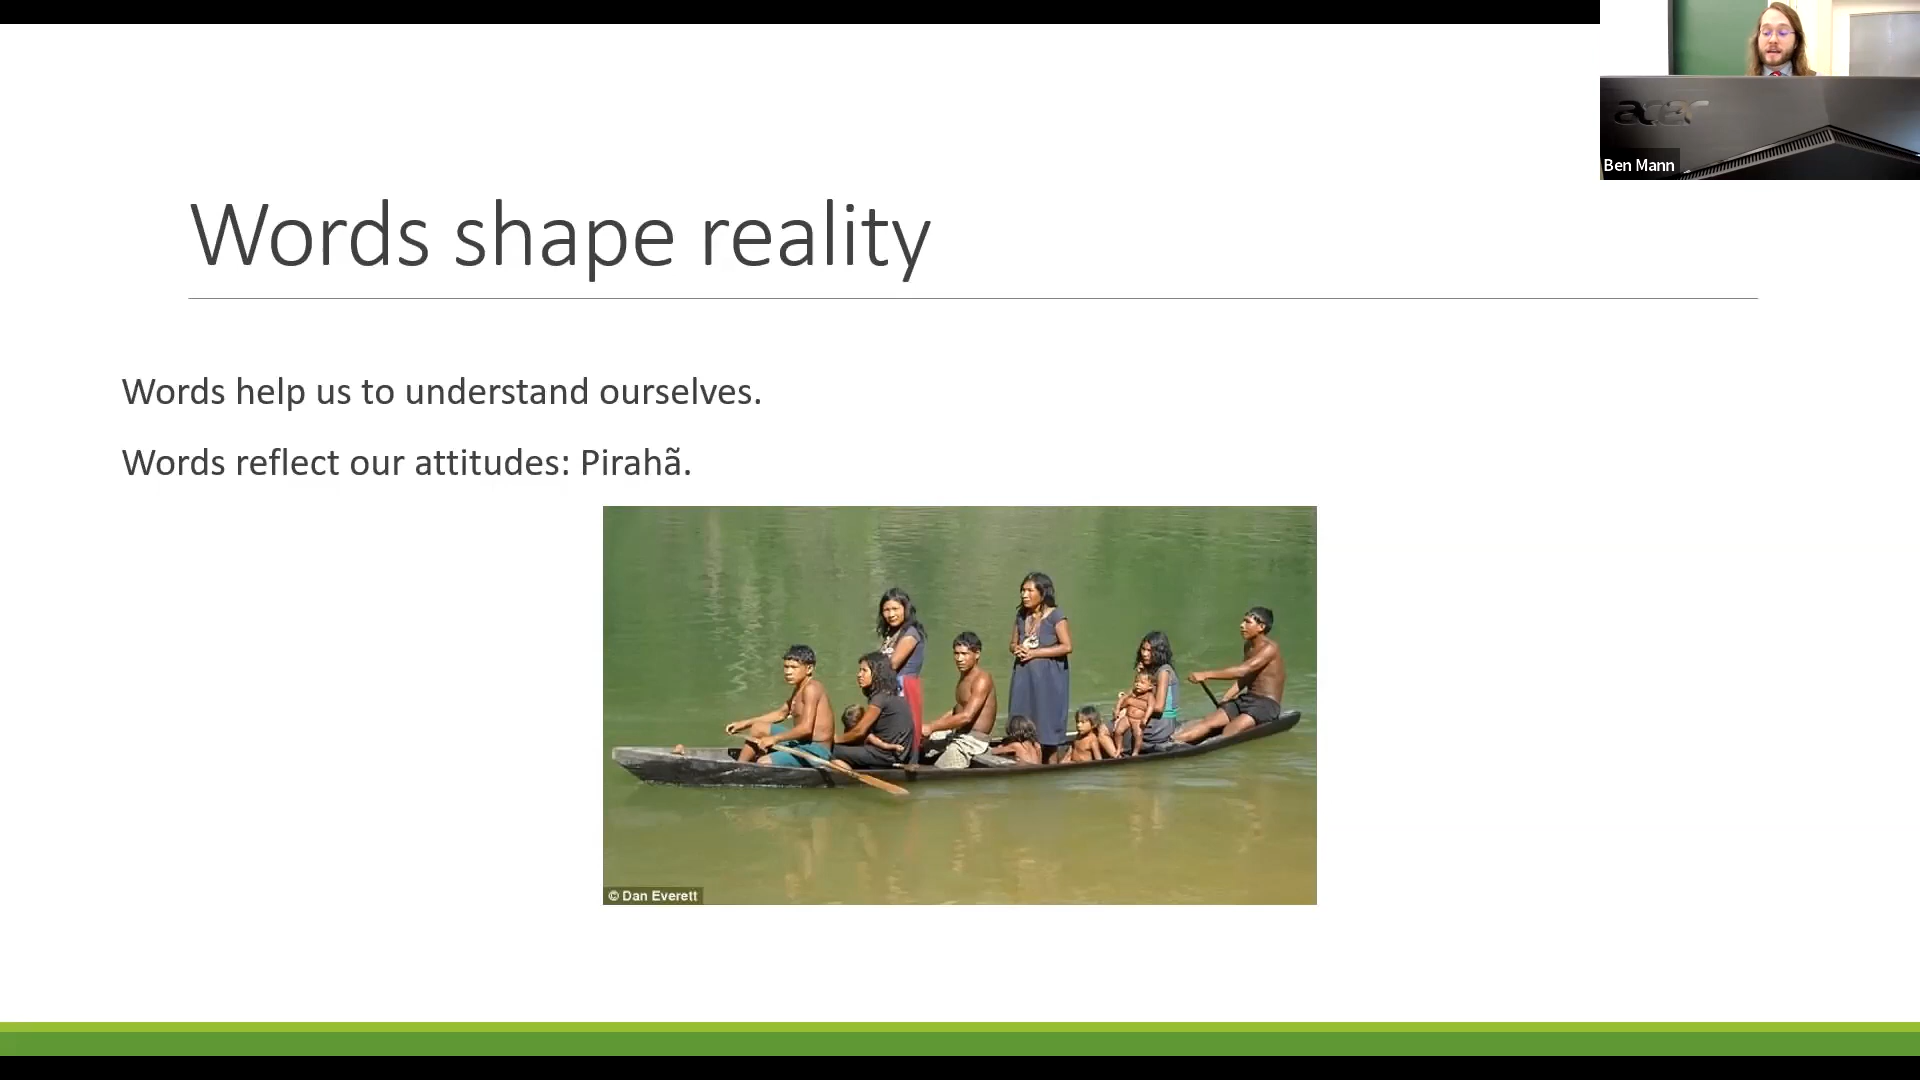 acer
Ben Mann
Words shape reality
Words help us to understand ourselves.
Words reflect our attitudes: Pirahã.
© Dan Everett